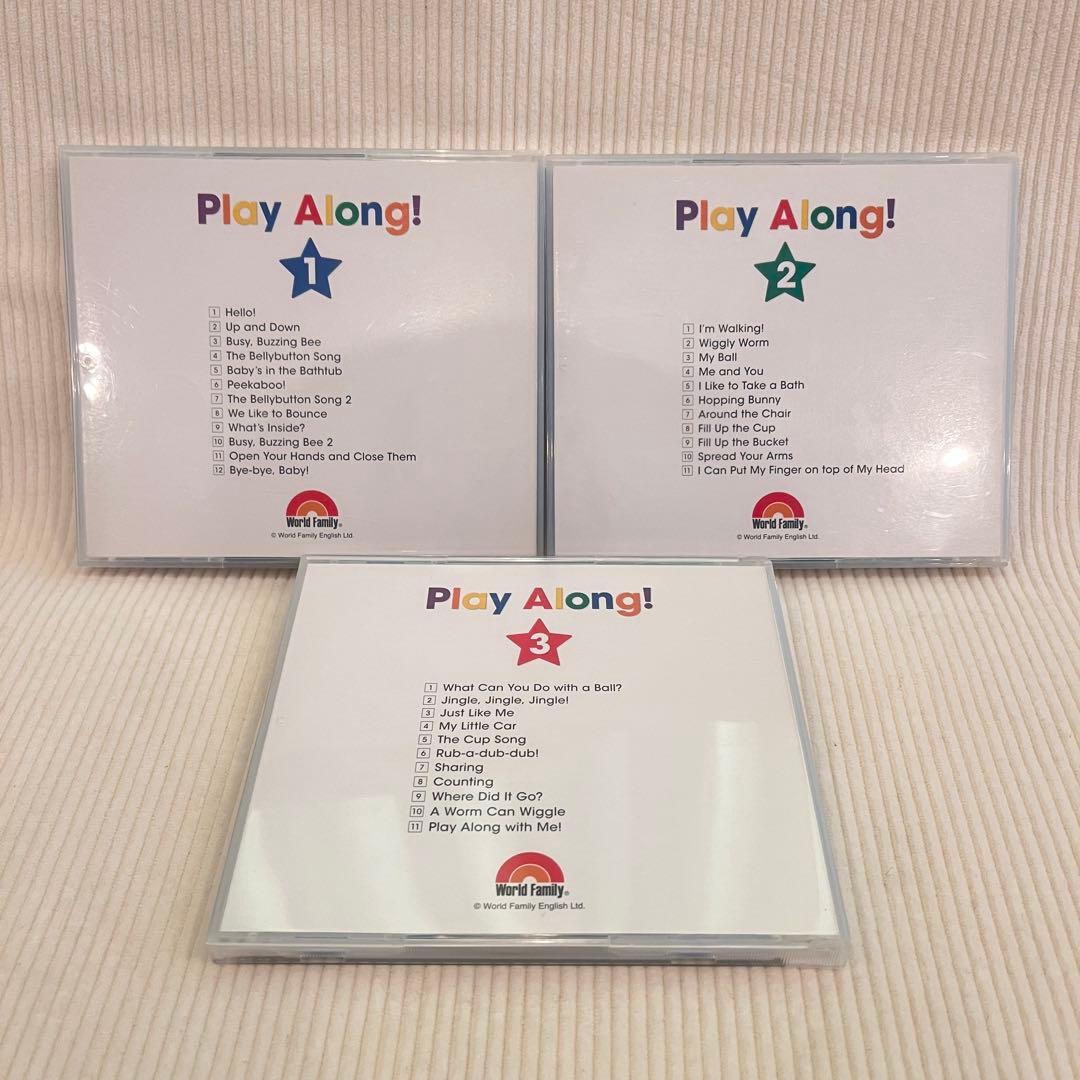 Play Along!
1
1 Hello!
2 Up and Down
3 Busy, Buzzing Bee
4 The Bellybutton Song
5 Baby's in the Bathtub
6 Peekaboo!
7 The Bellybutton Song 2
8 We Like to Bounce
9 What's Inside?
10 Busy, Buzzing Bee 2
11 Open Your Hands and Close Them
12 Bye-bye, Baby!
World Family®
© World Family English Ltd.
Play Along!
2
1 I'm Walking!
2 Wiggly Worm
3 My Ball
4 Me and You
5 I Like to Take a Bath
6 Hopping Bunny
7 Around the Chair
8 Fill Up the Cup
9 Fill Up the Bucket
10 Spread Your Arms
11 I Can Put My Finger on top of My Head
World Family®
© World Family English Ltd.
Play Along!
3
1 What Can You Do with a Ball?
2 Jingle, Jingle, Jingle!
3 Just Like Me
4 My Little Car
5 The Cup Song
6 Rub-a-dub-dub!
7 Sharing
8 Counting
9 Where Did It Go?
10 A Worm Can Wiggle
11 Play Along with Me!
World Family®
© World Family English Ltd.